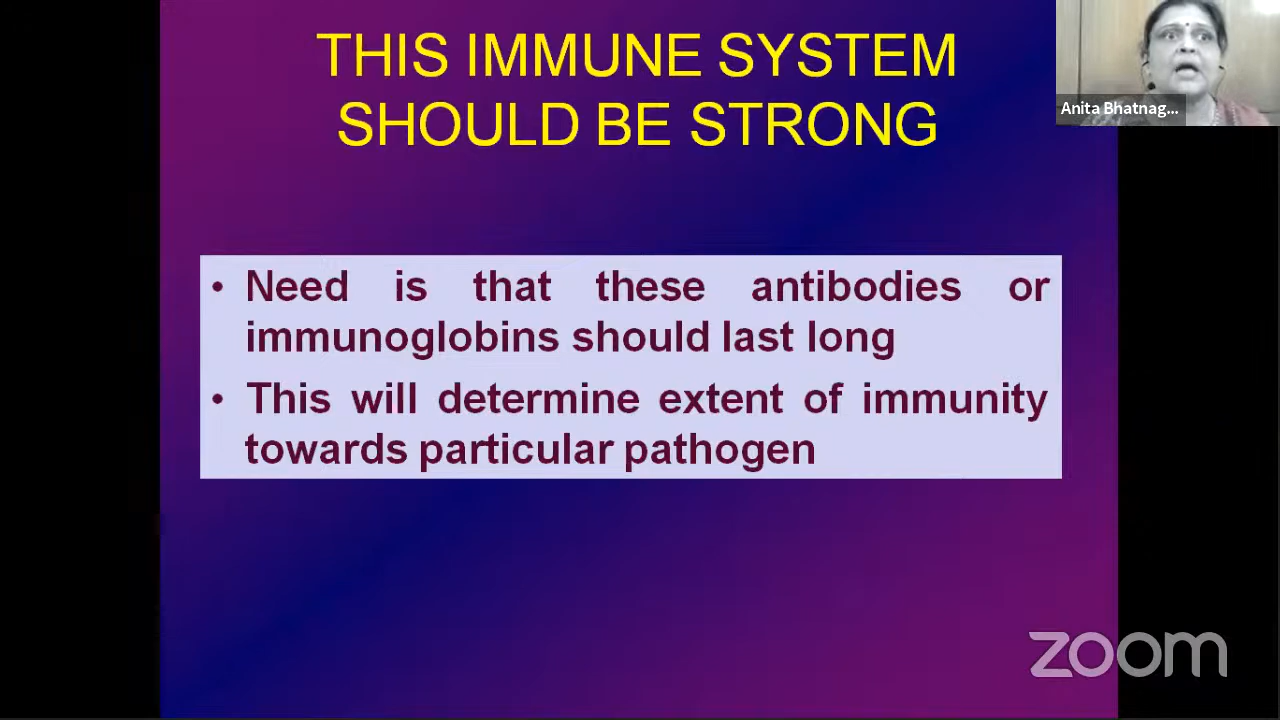 THIS IMMUNE SYSTEM
SHOULD BE STRONG
Anita Bhatnag...
• Need is that these antibodies or
immunoglobins should last long
• This will determine extent of immunity
towards particular pathogen
zoom